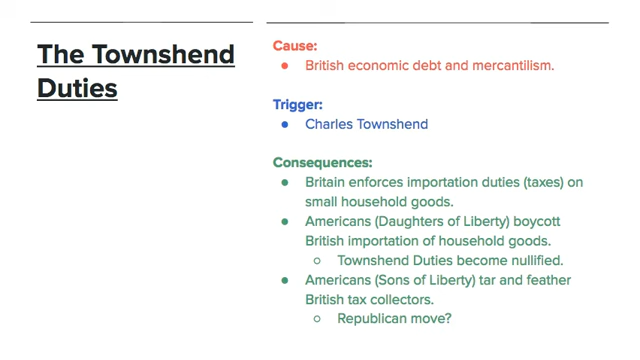 The Townshend
Duties
Cause:
● British economic debt and mercantilism.
Trigger:
● Charles Townshend
Consequences:
● Britain enforces importation duties (taxes) on
small household goods.
● Americans (Daughters of Liberty) boycott
British importation of household goods.
○ Townshend Duties become nullified.
● Americans (Sons of Liberty) tar and feather
British tax collectors.
○ Republican move?